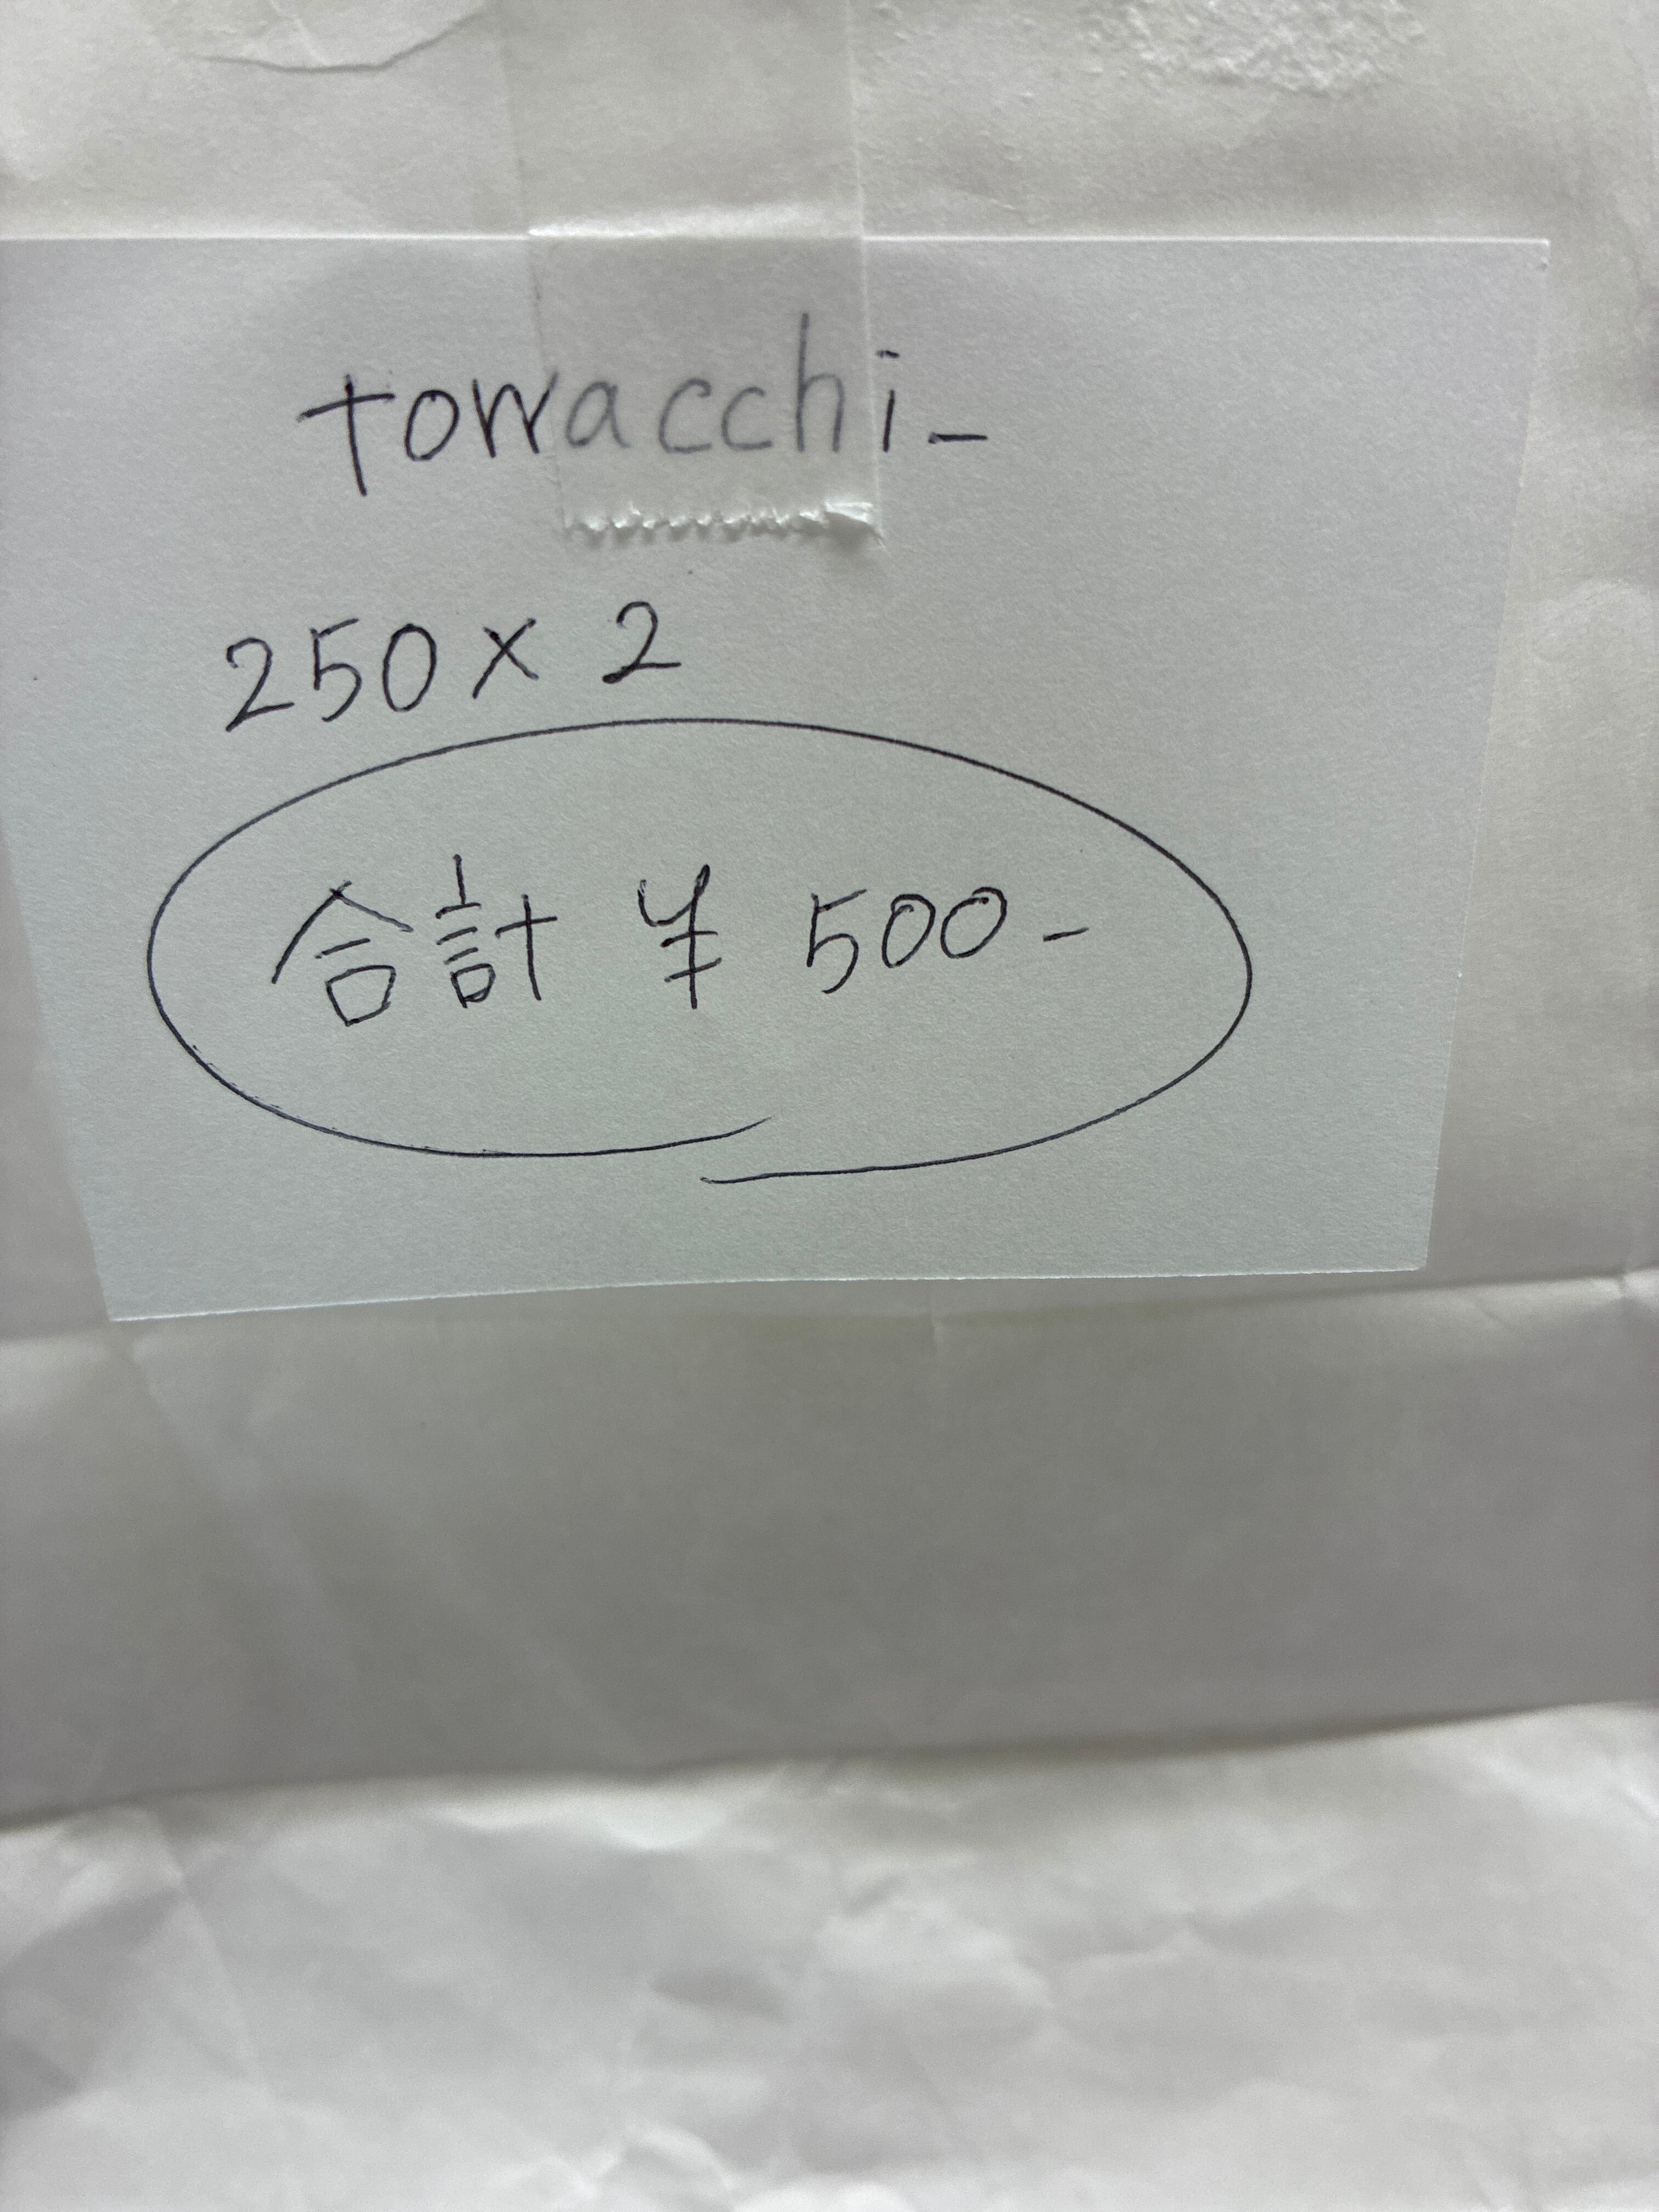 towacchi_
250×2
合計 ¥ 500-